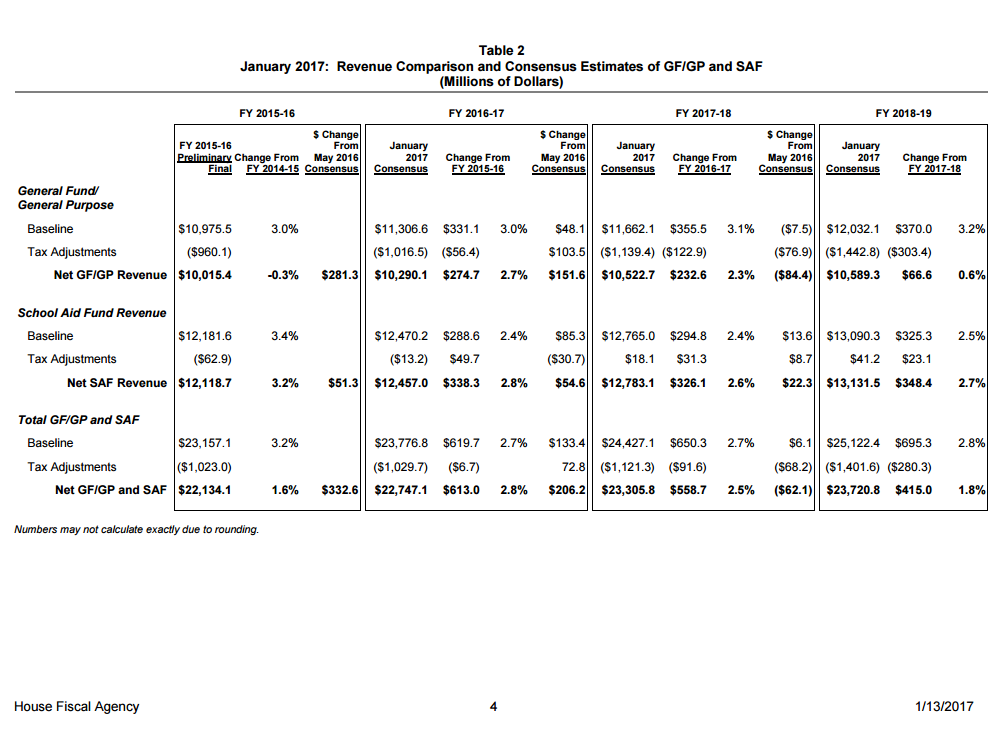 Table 2
January 2017: Revenue Comparison and Consensus Estimates of GF/GP and SAF
(Millions of Dollars)
FY 2015-16 FY 2016-17 FY 2017-18 FY 2018-19
$ Change $ Change $ Change
FY 2015-16 From January From January From January
Preliminary Change From May 2016 2017 Change From May 2016 2017 Change From May 2016 2017 Change From
Final FY 2014-15 Consensus Consensus FY 2015-16 Consensus Consensus FY 2016-17 Consensus Consensus FY 2017-18
General Fund/
General Purpose
Baseline $10,975.5 3.0% $11,306.6 $331.1 3.0% $48.1 $11,662.1 $355.5 3.1% ($7.5) $12,032.1 $370.0 3.2%
Tax Adjustments ($960.1) ($1,016.5) ($56.4) $103.5 ($1,139.4) ($122.9) ($76.9) ($1,442.8) ($303.4)
Net GF/GP Revenue $10,015.4 -0.3% $281.3 $10,290.1 $274.7 2.7% $151.6 $10,522.7 $232.6 2.3% ($84.4) $10,589.3 $66.6 0.6%
School Aid Fund Revenue
Baseline $12,181.6 3.4% $12,470.2 $288.6 2.4% $85.3 $12,765.0 $294.8 2.4% $13.6 $13,090.3 $325.3 2.5%
Tax Adjustments ($62.9) ($13.2) $49.7 ($30.7) $18.1 $31.3 $8.7 $41.2 $23.1
Net SAF Revenue $12,118.7 3.2% $51.3 $12,457.0 $338.3 2.8% $54.6 $12,783.1 $326.1 2.6% $22.3 $13,131.5 $348.4 2.7%
Total GF/GP and SAF
Baseline $23,157.1 3.2% $23,776.8 $619.7 2.7% $133.4 $24,427.1 $650.3 2.7% $6.1 $25,122.4 $695.3 2.8%
Tax Adjustments ($1,023.0) ($1,029.7) ($6.7) 72.8 ($1,121.3) ($91.6) ($68.2) ($1,401.6) ($280.3)
Net GF/GP and SAF $22,134.1 1.6% $332.6 $22,747.1 $613.0 2.8% $206.2 $23,305.8 $558.7 2.5% ($62.1) $23,720.8 $415.0 1.8%
Numbers may not calculate exactly due to rounding.
House Fiscal Agency 4 1/13/2017